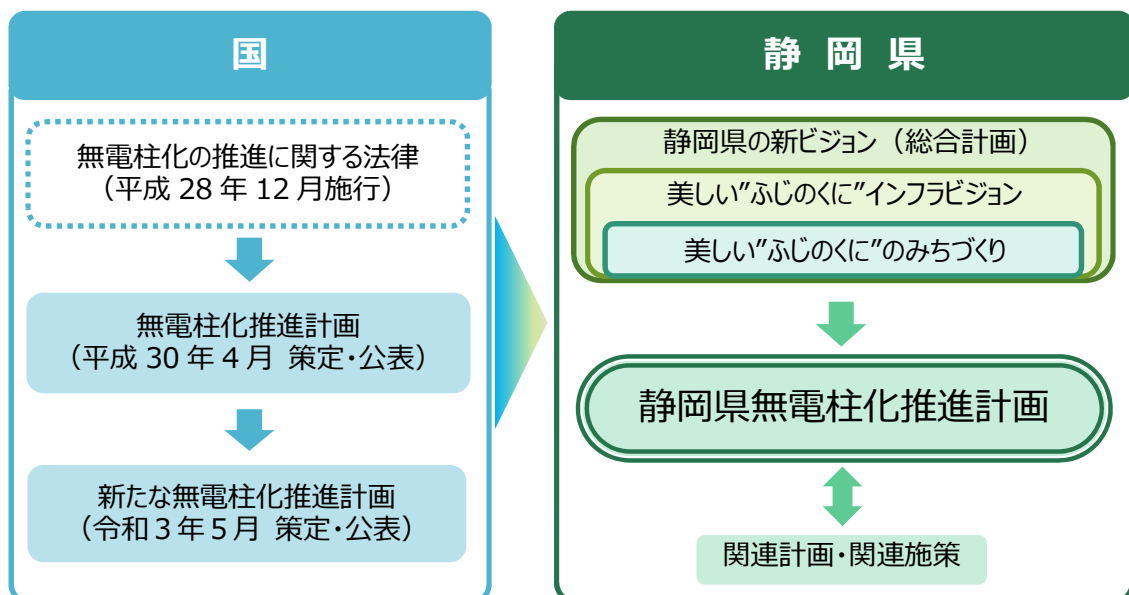 国
無電柱化の推進に関する法律
（平成 28 年 12 月施行）
無電柱化推進計画
（平成 30 年 4 月 策定・公表）
新たな無電柱化推進計画
（令和３年５月 策定・公表）
静 岡 県
静岡県の新ビジョン（総合計画）
美しい”ふじのくに”インフラビジョン
美しい”ふじのくに”のみちづくり
静岡県無電柱化推進計画
関連計画・関連施策